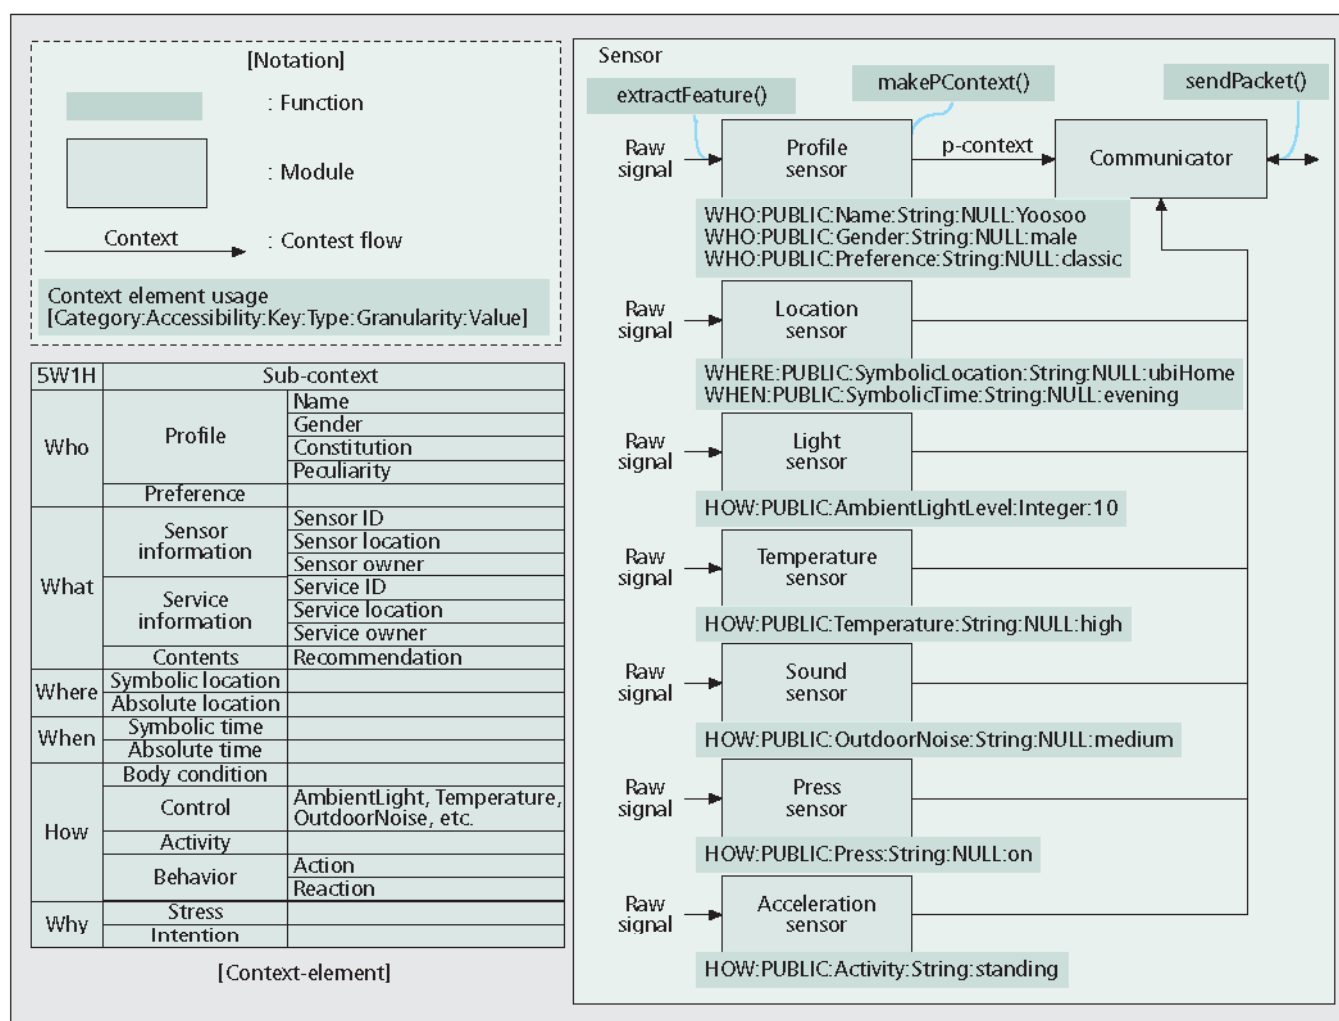 [Notation]
: Function
: Module
Context
: Contest flow
Context element usage
[Category:Accessibility:Key:Type:Granularity:Value]
5W1H
Sub-context
Who
Profile
Name
Gender
Constitution
Peculiarity
Preference
What
Sensor
information
Sensor ID
Sensor location
Sensor owner
Service
information
Service ID
Service location
Service owner
Contents
Recommendation
Where
Symbolic location
Absolute location
When
Symbolic time
Absolute time
How
Body condition
Control
AmbientLight, Temperature,
OutdoorNoise, etc.
Activity
Behavior
Action
Reaction
Why
Stress
Intention
[Context-element]
Sensor
extractFeature()
makePContext()
sendPacket()
Raw
signal
Profile
sensor
p-context
Communicator
WHO:PUBLIC:Name:String:NULL:Yoosoo
WHO:PUBLIC:Gender:String:NULL:male
WHO:PUBLIC:Preference:String:NULL:classic
Raw
signal
Location
sensor
WHERE:PUBLIC:SymbolicLocation:String:NULL:ubiHome
WHEN:PUBLIC:SymbolicTime:String:NULL:evening
Raw
signal
Light
sensor
HOW:PUBLIC:AmbientLightLevel:Integer:10
Raw
signal
Temperature
sensor
HOW:PUBLIC:Temperature:String:NULL:high
Raw
signal
Sound
sensor
HOW:PUBLIC:OutdoorNoise:String:NULL:medium
Raw
signal
Press
sensor
HOW:PUBLIC:Press:String:NULL:on
Raw
signal
Acceleration
sensor
HOW:PUBLIC:Activity:String:standing